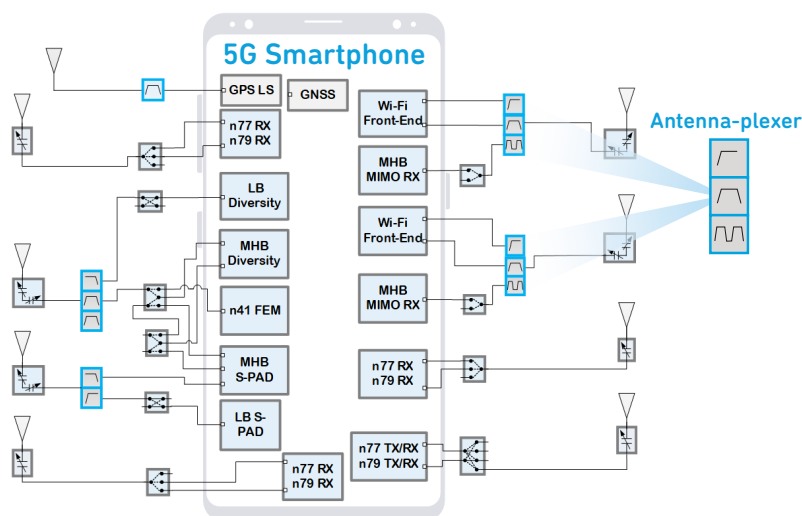 5G Smartphone
GPS LS
GNSS
n77 RX
n79 RX
LB
Diversity
MHB
Diversity
n41 FEM
MHB
S-PAD
LB S-
PAD
n77 RX
n79 RX
Wi-Fi
Front-End
MHB
MIMO RX
Wi-Fi
Front-End
MHB
MIMO RX
n77 RX
n79 RX
n77 TX/RX
n79 TX/RX
Antenna-plexer